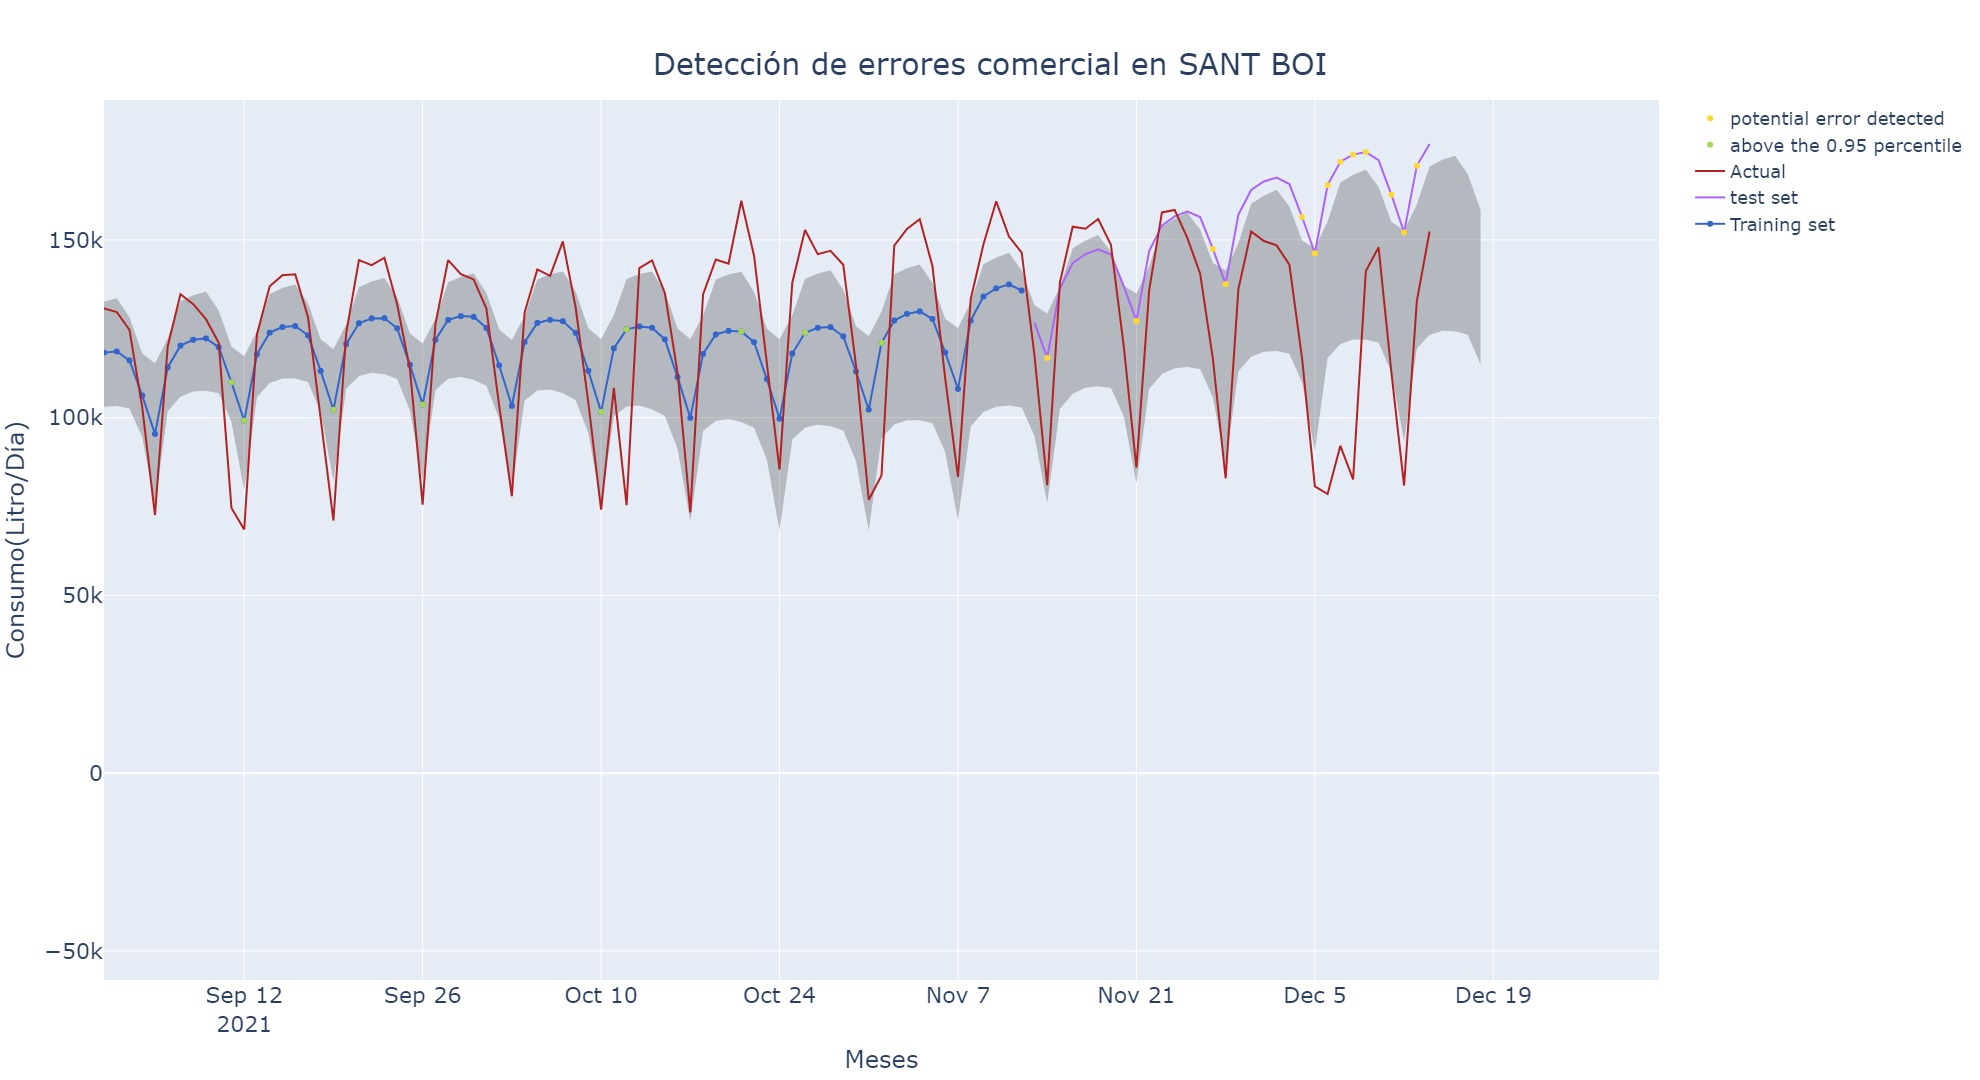 Detección de errores comercial en SANT BOI
potential error detected
above the 0.95 percentile
Actual
test set
Training set
150k
100k
50k
0
−50k
Consumo(Litro/Día)
Sep 12
2021
Sep 26
Oct 10
Oct 24
Nov 7
Nov 21
Dec 5
Dec 19
Meses